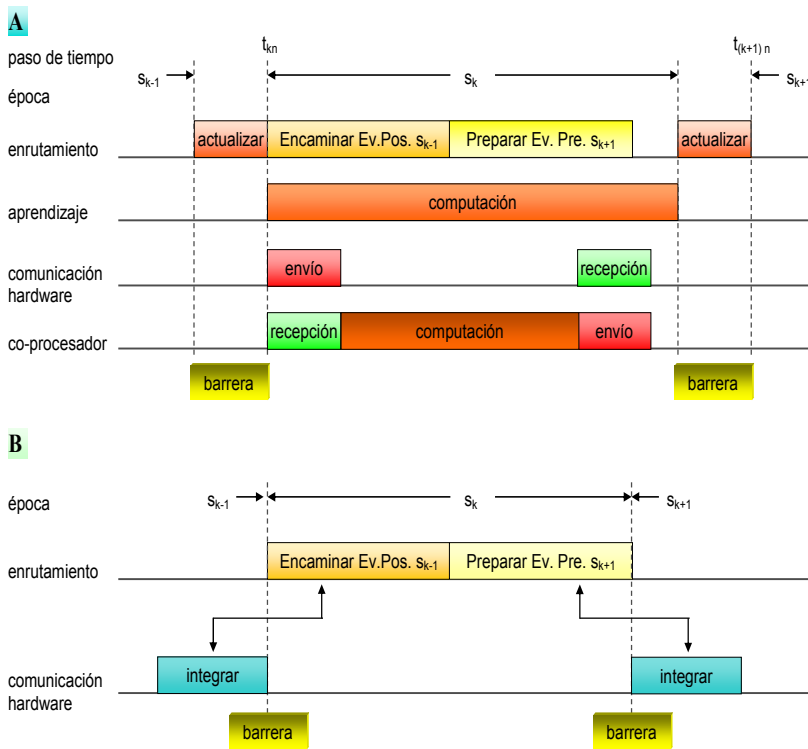 A
t_kn
t_(k+1) n
paso de tiempo
s_k-1
s_k
s_k+1
época
enrutamiento
actualizar
Encaminar Ev.Pos. s_k-1
Preparar Ev. Pre. s_k+1
actualizar
aprendizaje
computación
comunicación
hardware
envío
recepción
co-procesador
recepción
computación
envío
barrera
barrera
B
época
s_k-1
s_k
s_k+1
enrutamiento
Encaminar Ev.Pos. s_k-1
Preparar Ev. Pre. s_k+1
comunicación
hardware
integrar
integrar
barrera
barrera